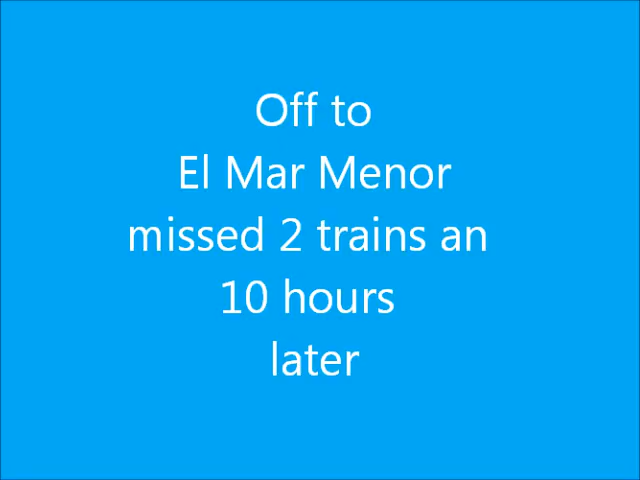 Off to
El Mar Menor
missed 2 trains an
10 hours
later